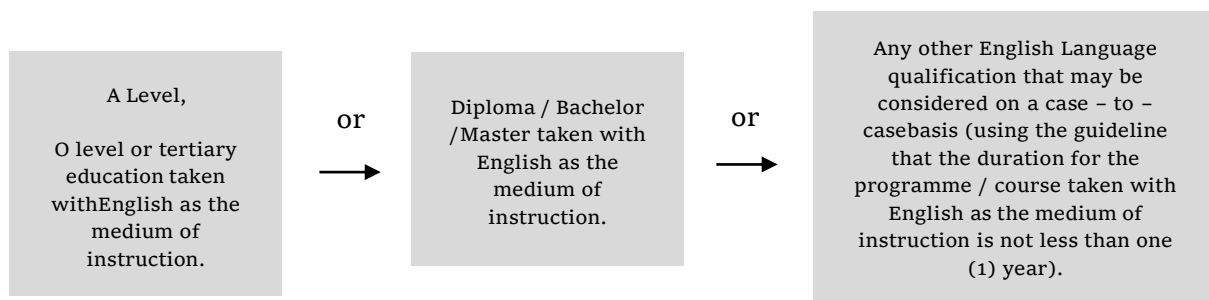 A Level,
O level or tertiary
education taken
withEnglish as the
medium of
instruction.
or
Diploma / Bachelor
/Master taken with
English as the
medium of
instruction.
or
Any other English Language
qualification that may be
considered on a case – to –
casebasis (using the guideline
that the duration for the
programme / course taken with
English as the medium of
instruction is not less than one
(1) year).